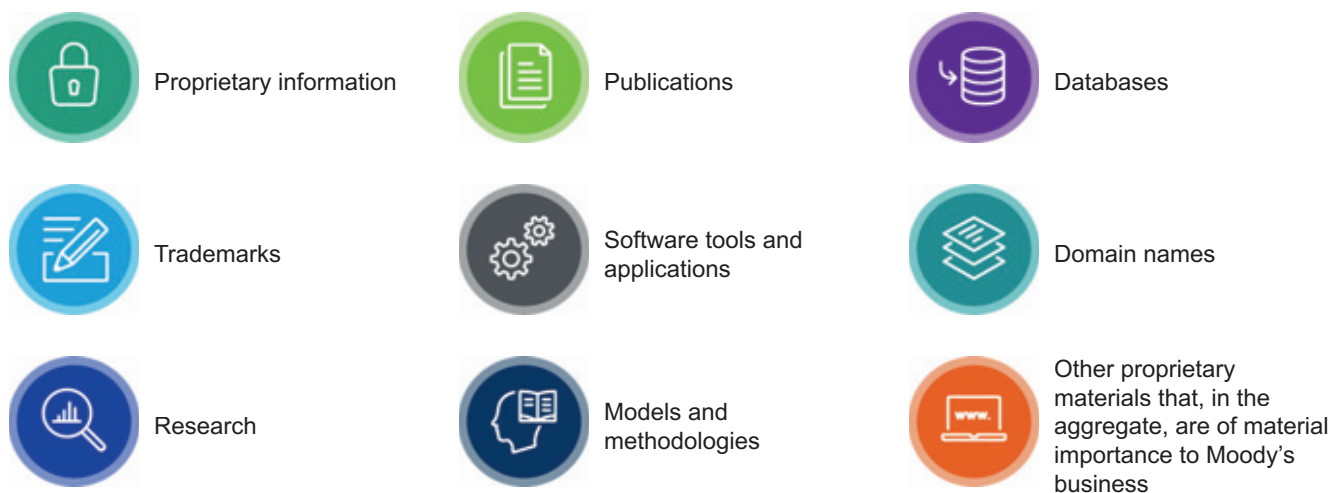 Proprietary information
Publications
Databases
Trademarks
Software tools and
applications
Domain names
Research
Models and
methodologies
www.
Other proprietary
materials that, in the
aggregate, are of material
importance to Moody’s
business